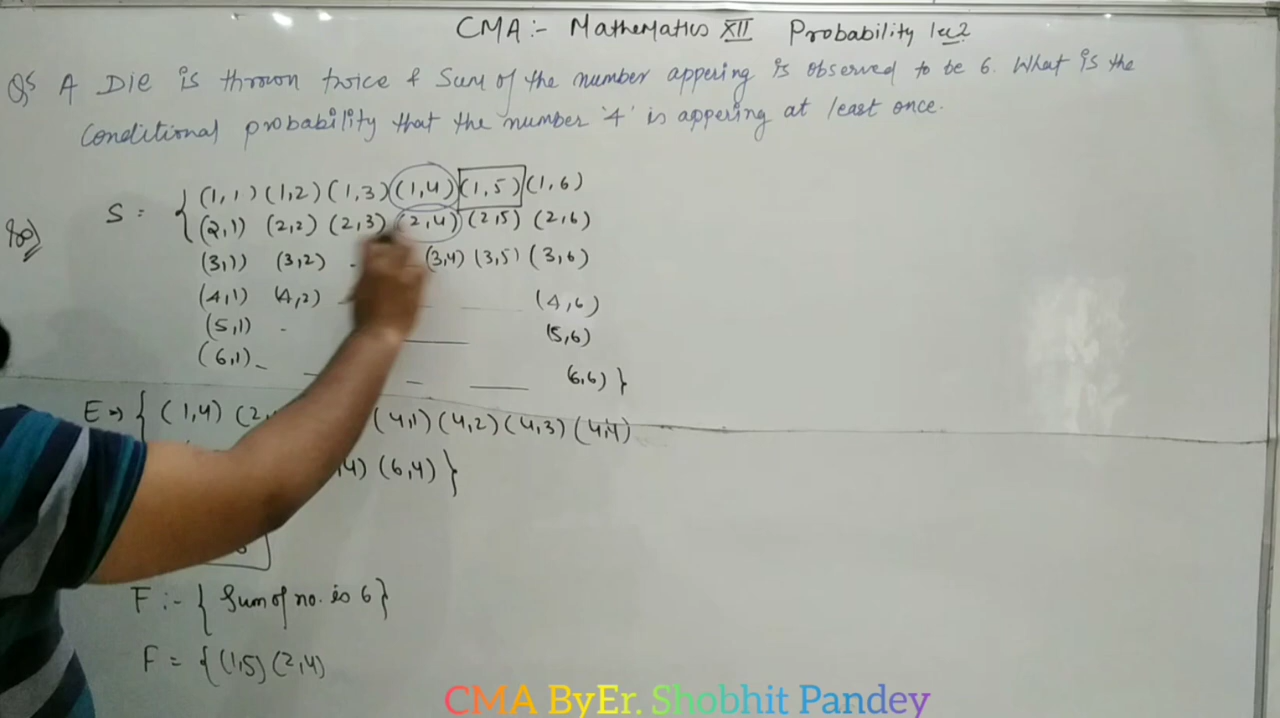 CMA:- Mathematics XII Probability lec2
Q5 A Die is thrown twice & Sum of the number appering is observed to be 6. What is the
Conditional probability that the number '4' is appering at least once.
Sol)
S = { (1,1) (1,2) (1,3) (1,4) (1,5) (1,6)
(2,1) (2,2) (2,3) (2,4) (2,5) (2,6)
(3,1) (3,2) - (3,4) (3,5) (3,6)
(4,1) (4,2) (4,6)
(5,1) - (5,6)
(6,1) - (6,6) }
E => { (1,4) (2, (4,1) (4,2) (4,3) (4,4)
(6,4) }
F :- { Sum of no. is 6}
F = { (1,5) (2,4)
CMA ByEr. Shobhit Pandey